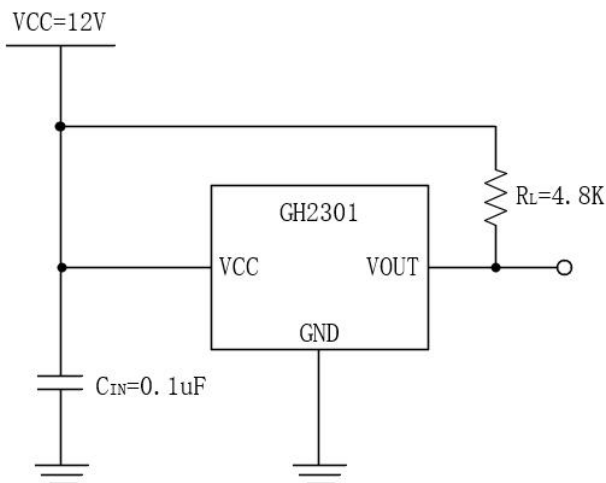 VCC=12V
RL=4.8K
GH2301
VCC
VOUT
GND
CIN=0.1uF